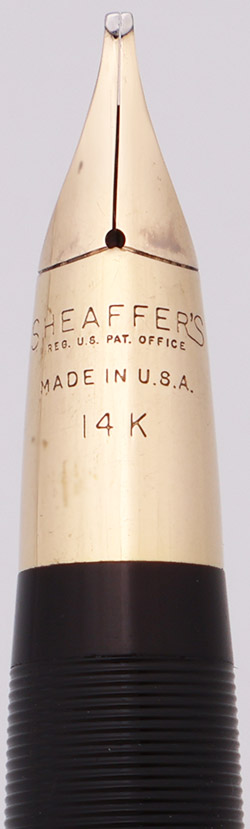 SHEAFFER'S
REG. U.S. PAT. OFFICE
MADE IN U.S.A.
14K